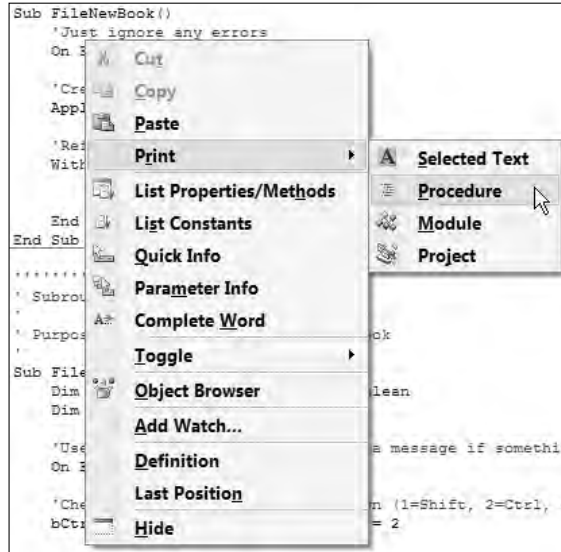 Sub FileNewBook()
'Just ignore any errors
On
Cut
'Cre
Copy
Appl
Paste
'Re
Print
With
List Properties/Methods
End
List Constants
End Sub
Quick Info
Parameter Info
' Subrou
Complete Word
' Purpos
ook
Toggle
Sub File
Object Browser
Dim
lean
Add Watch...
Dim
'Use
a message if somethi
Definition
On
Last Position
'Che
n (1=Shift, 2=Ctrl,
Hide
bCtr
= 2
Selected Text
Procedure
Module
Project